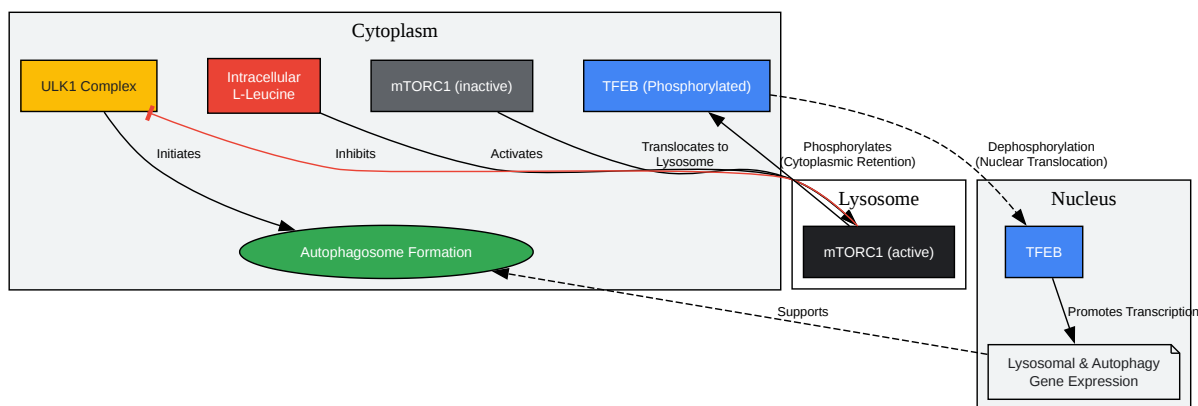 Cytoplasm
ULK1 Complex
Intracellular
L-Leucine
mTORC1 (inactive)
TFEB (Phosphorylated)
Initiates
Inhibits
Activates
Translocates to
Lysosome
Phosphorylates
(Cytoplasmic Retention)
Dephosphorylation
(Nuclear Translocation)
Lysosome
Nucleus
Autophagosome Formation
mTORC1 (active)
TFEB
Supports
Promotes Transcription
Lysosomal & Autophagy
Gene Expression